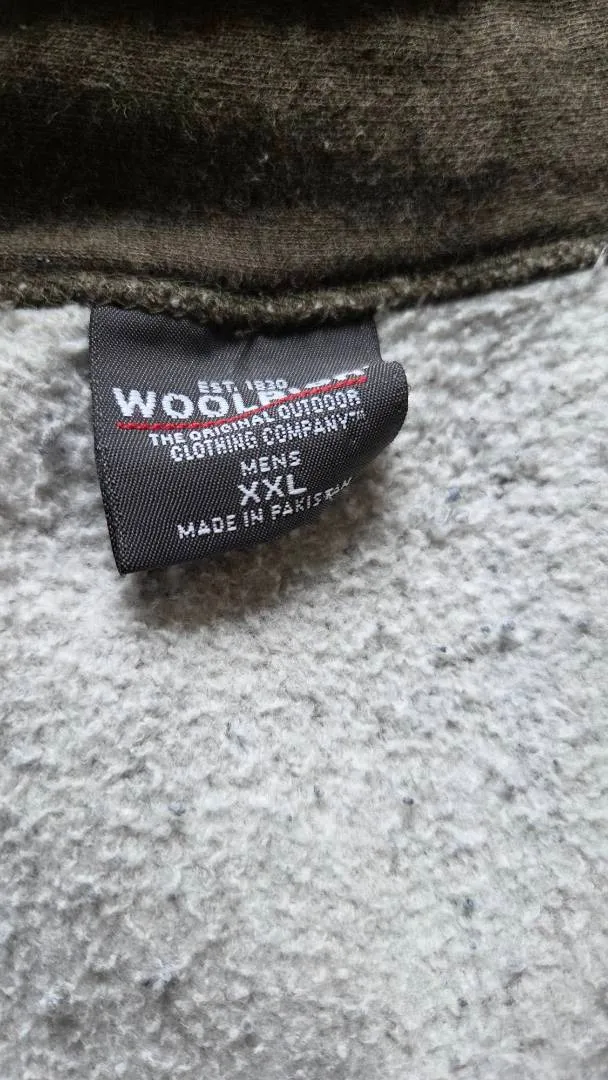 EST. 1830
WOOLRICH
THE ORIGINAL OUTDOOR
CLOTHING COMPANY™
MENS
XXL
MADE IN PAKISTAN